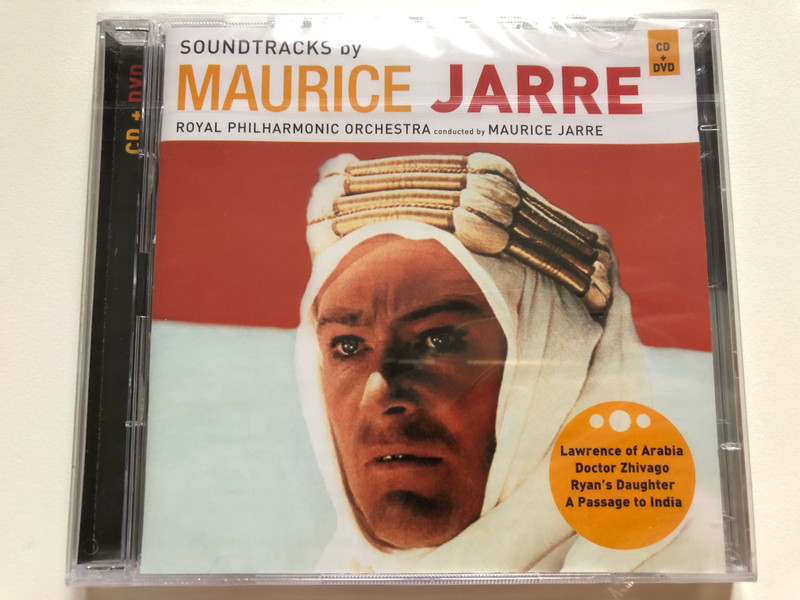 SOUNDTRACKS by
MAURICE JARRE
CD
+
DVD
ROYAL PHILHARMONIC ORCHESTRA conducted by MAURICE JARRE
CD + DVD
Lawrence of Arabia
Doctor Zhivago
Ryan's Daughter
A Passage to India